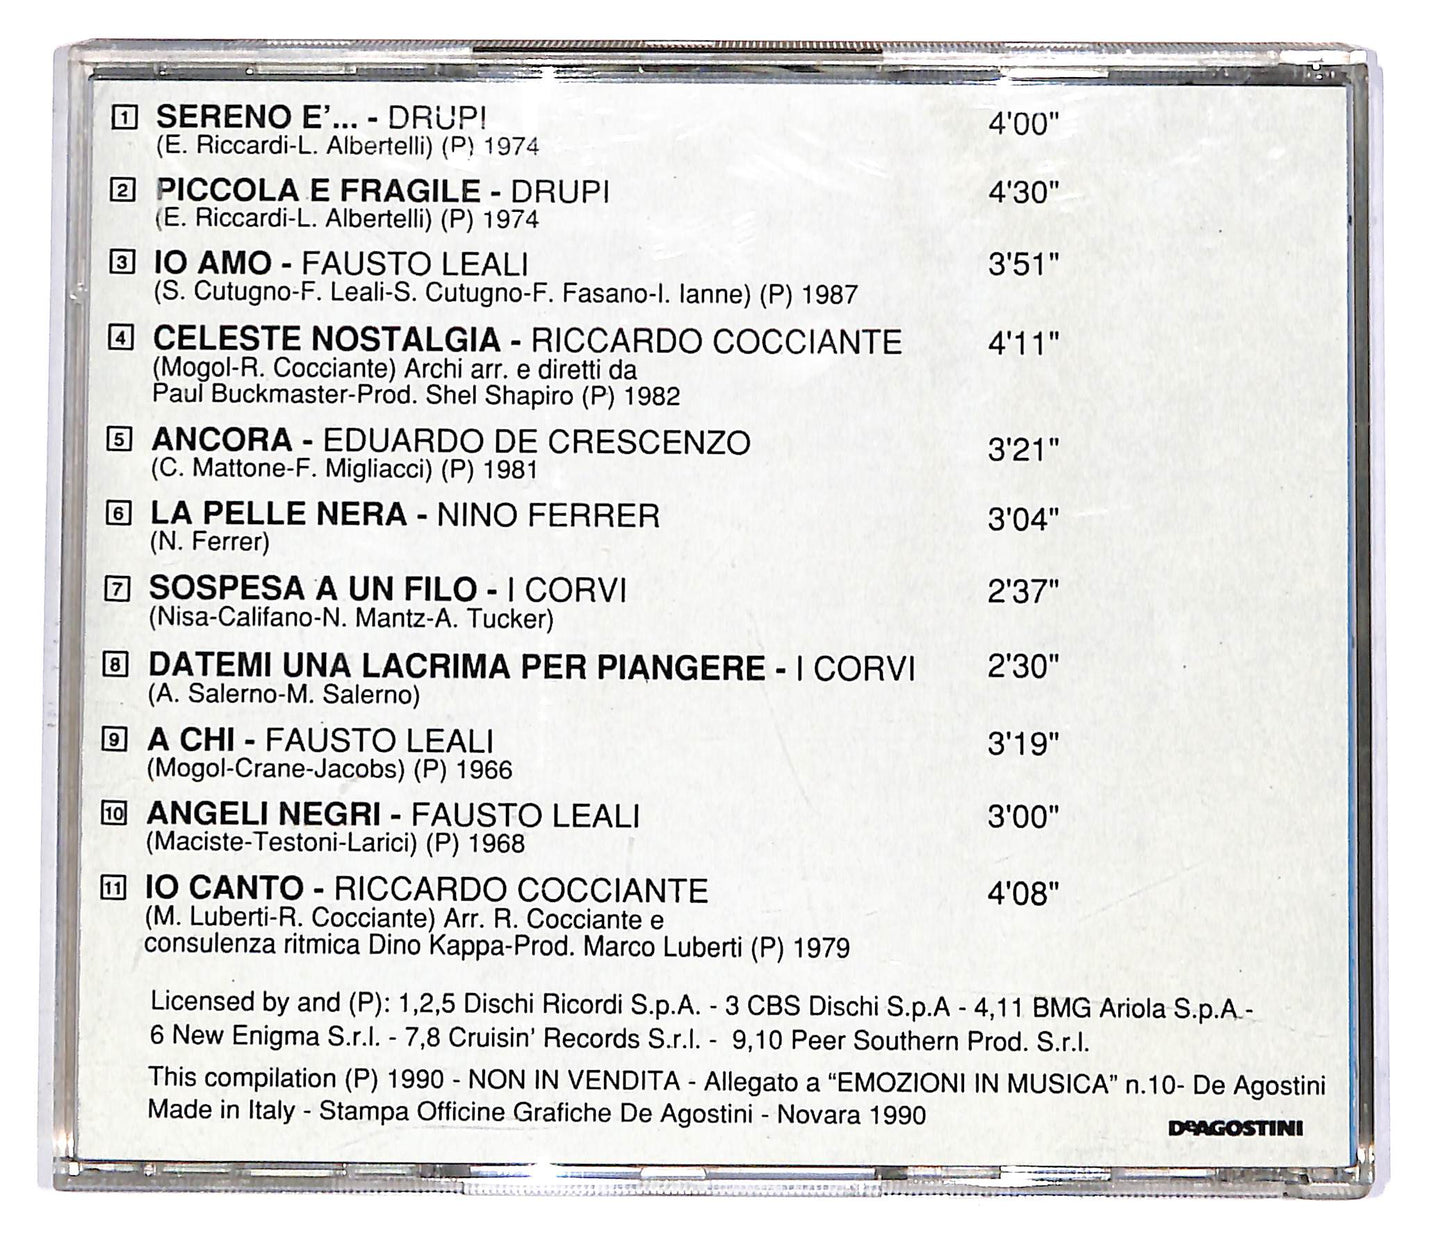 1 SERENO E'... - DRUPI 4'00"
(E. Riccardi-L. Albertelli) (P) 1974
2 PICCOLA E FRAGILE - DRUPI 4'30"
(E. Riccardi-L. Albertelli) (P) 1974
3 IO AMO - FAUSTO LEALI 3'51"
(S. Cutugno-F. Leali-S. Cutugno-F. Fasano-I. Ianne) (P) 1987
4 CELESTE NOSTALGIA - RICCARDO COCCIANTE 4'11"
(Mogol-R. Cocciante) Archi arr. e diretti da
Paul Buckmaster-Prod. Shel Shapiro (P) 1982
5 ANCORA - EDUARDO DE CRESCENZO 3'21"
(C. Mattone-F. Migliacci) (P) 1981
6 LA PELLE NERA - NINO FERRER 3'04"
(N. Ferrer)
7 SOSPESA A UN FILO - I CORVI 2'37"
(Nisa-Califano-N. Mantz-A. Tucker)
8 DATEMI UNA LACRIMA PER PIANGERE - I CORVI 2'30"
(A. Salerno-M. Salerno)
9 A CHI - FAUSTO LEALI 3'19"
(Mogol-Crane-Jacobs) (P) 1966
10 ANGELI NEGRI - FAUSTO LEALI 3'00"
(Maciste-Testoni-Larici) (P) 1968
11 IO CANTO - RICCARDO COCCIANTE 4'08"
(M. Luberti-R. Cocciante) Arr. R. Cocciante e
consulenza ritmica Dino Kappa-Prod. Marco Luberti (P) 1979
Licensed by and (P): 1,2,5 Dischi Ricordi S.p.A. - 3 CBS Dischi S.p.A - 4,11 BMG Ariola S.p.A.-
6 New Enigma S.r.l. - 7,8 Cruisin' Records S.r.l. - 9,10 Peer Southern Prod. S.r.l.
This compilation (P) 1990 - NON IN VENDITA - Allegato a "EMOZIONI IN MUSICA" n.10- De Agostini
Made in Italy - Stampa Officine Grafiche De Agostini - Novara 1990
DeAGOSTINI